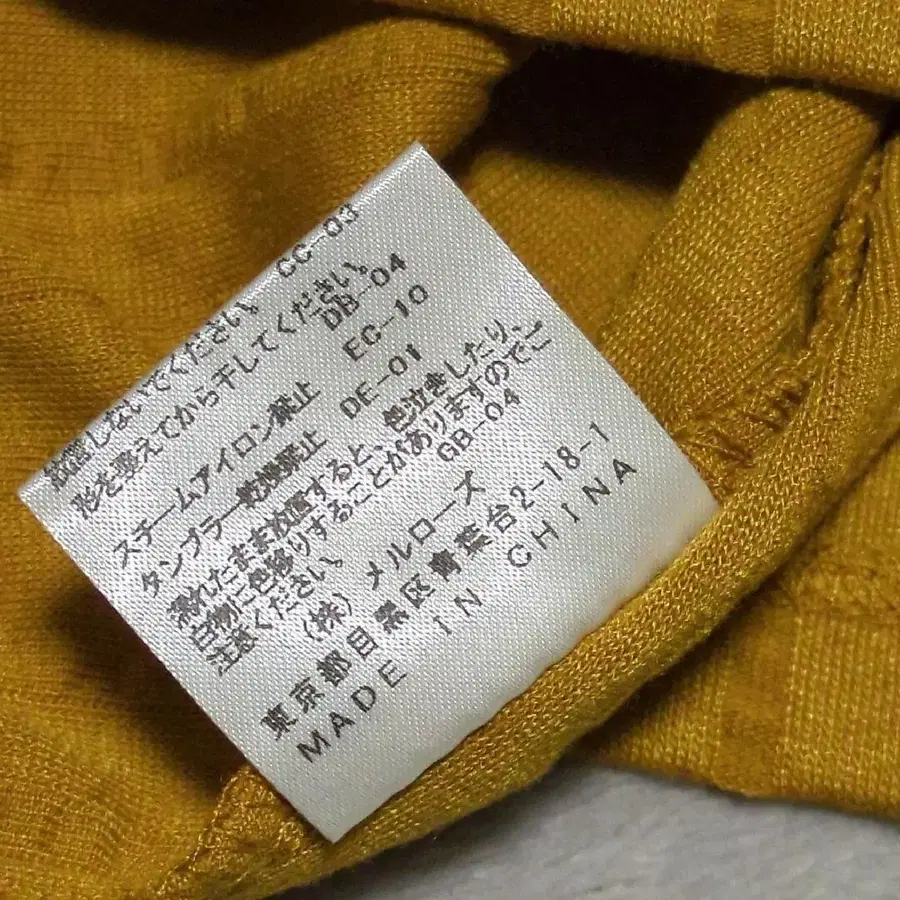 放置しないでください。 CC-03
形を整えてから干してください。
DB-04
スチームアイロン禁止 EC-10
タンブラー乾燥禁止 DE-01
濡れたまま放置すると、色泣きしたり、
白物に色移りすることがありますのでご
注意ください。 GB-04
(株)メルローズ
東京都目黒区青葉台2-18-1
MADE IN CHINA